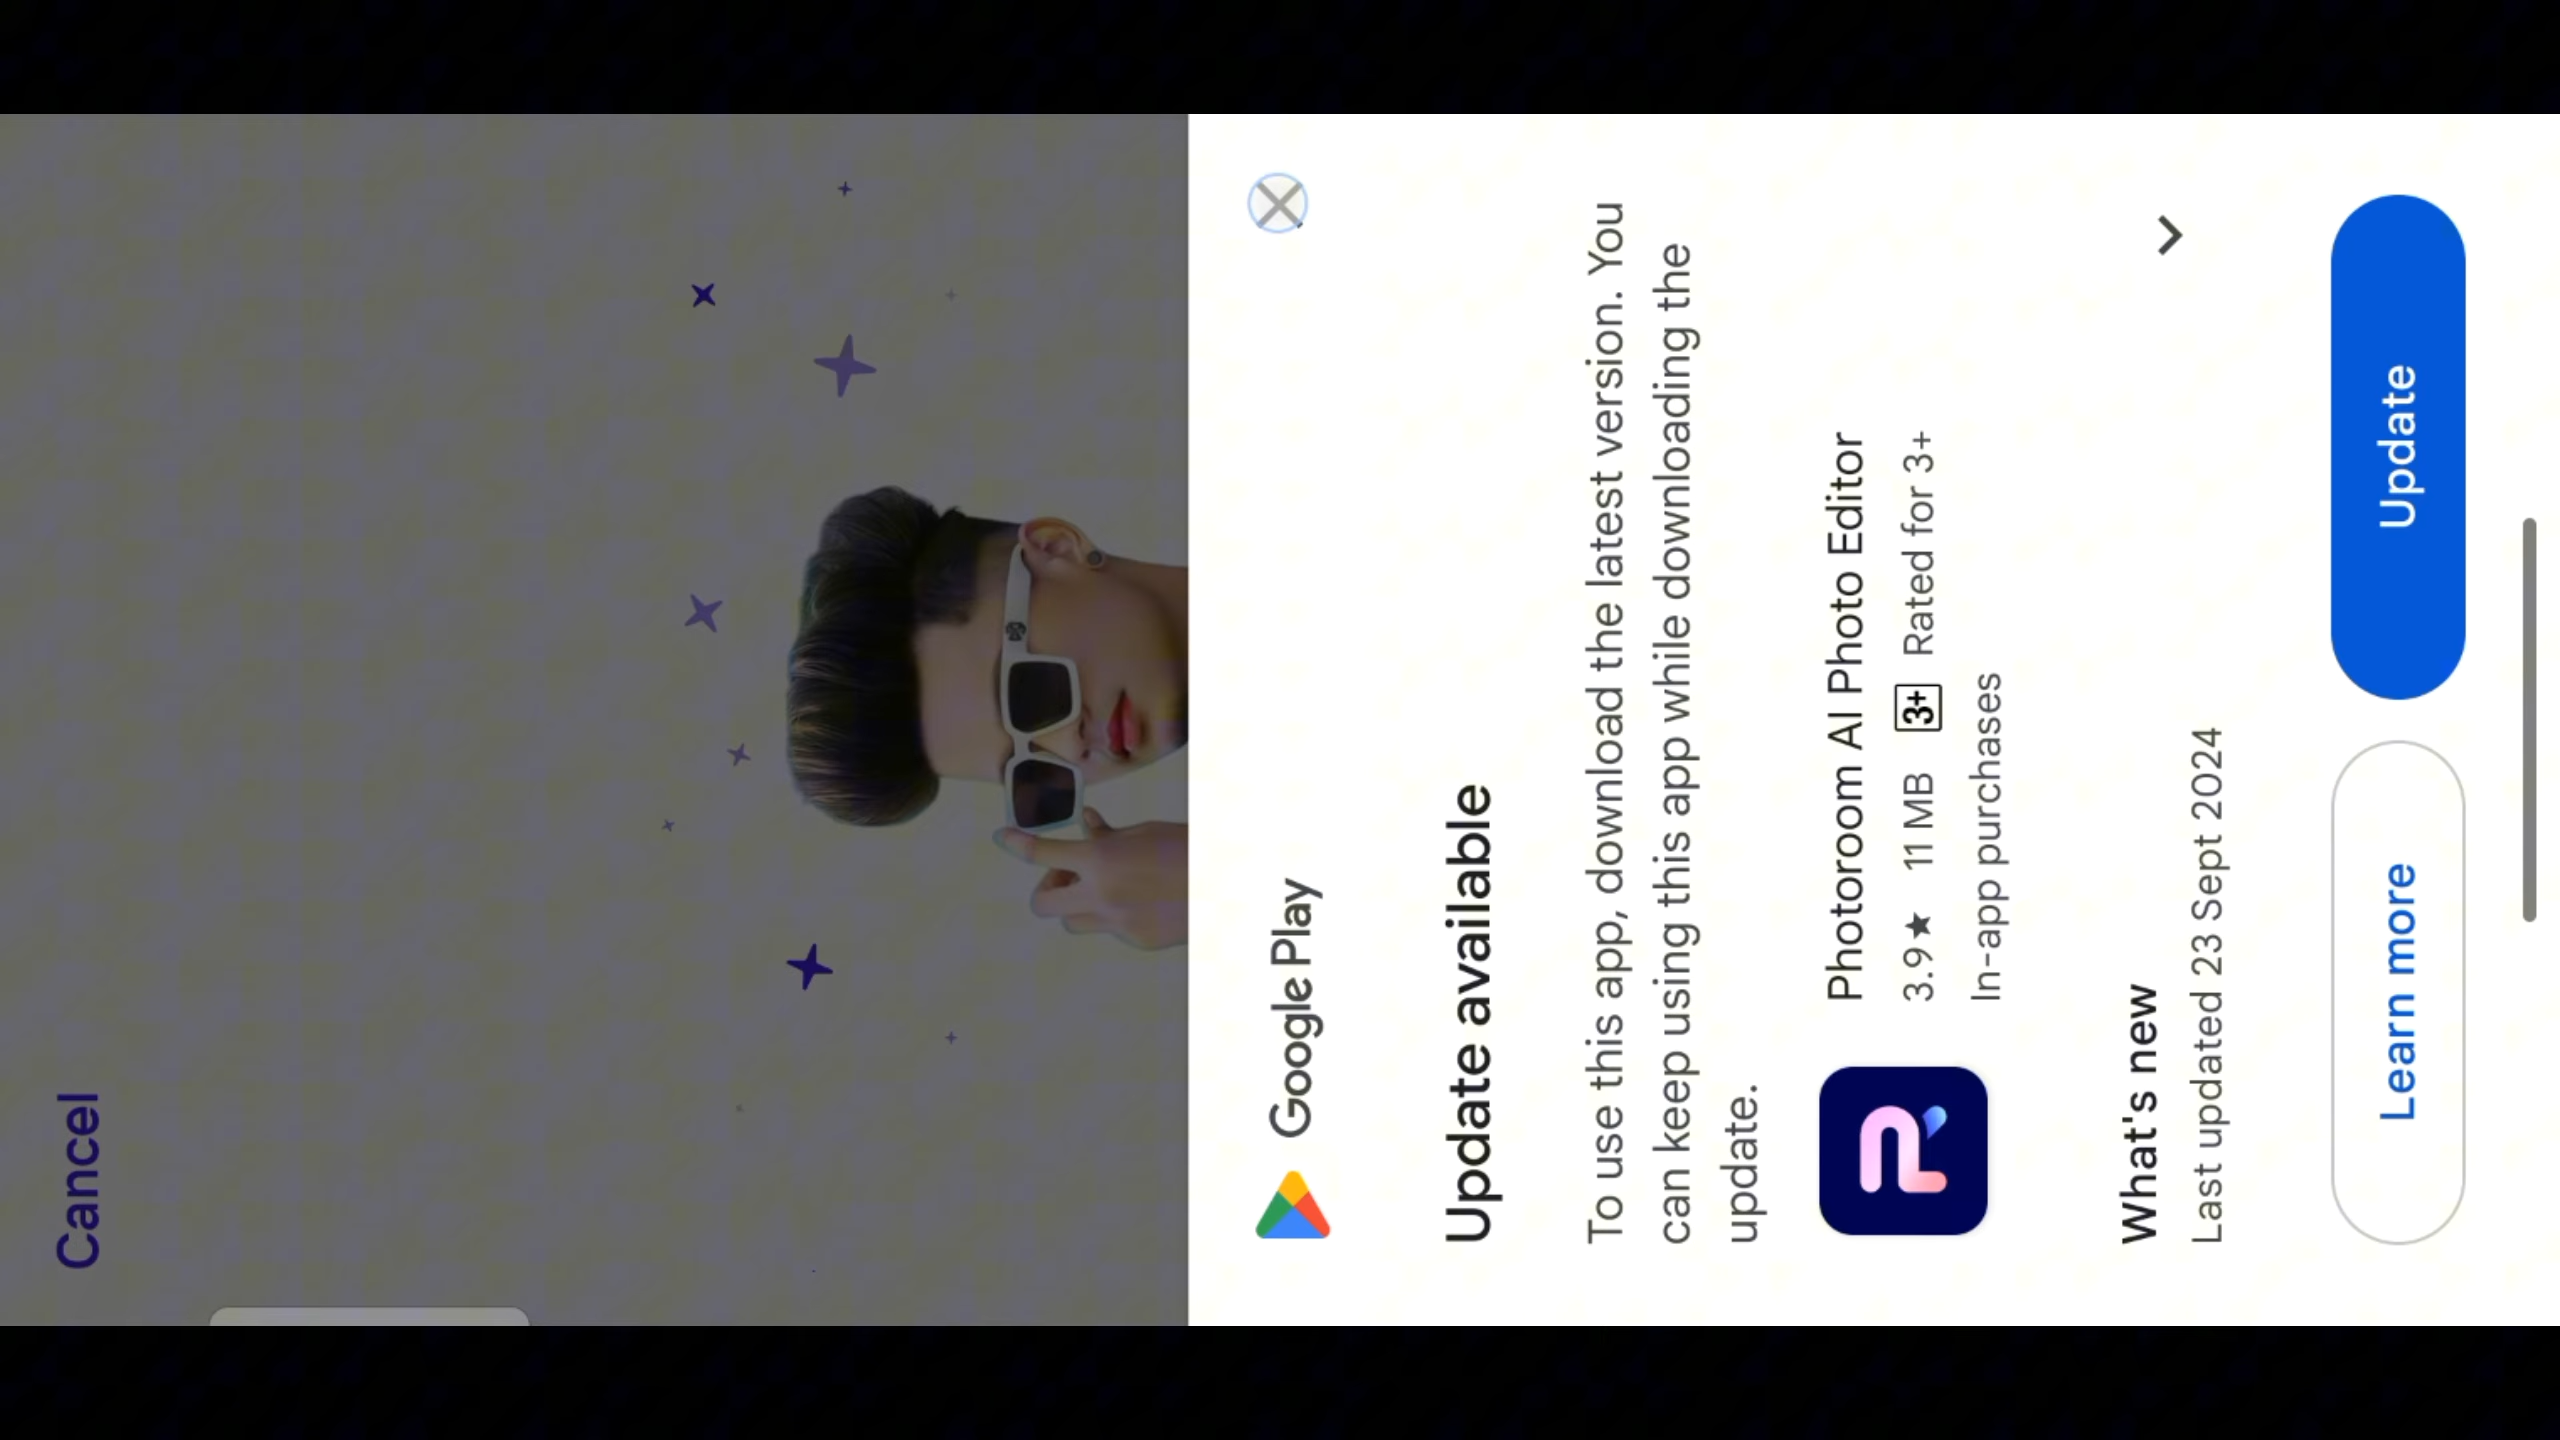 Cancel
Google Play
Update available
To use this app, download the latest version. You
can keep using this app while downloading the
update.
Photoroom AI Photo Editor
3.9★ 11 MB 3+ Rated for 3+
In-app purchases
What's new
Last updated 23 Sept 2024
Learn more Update